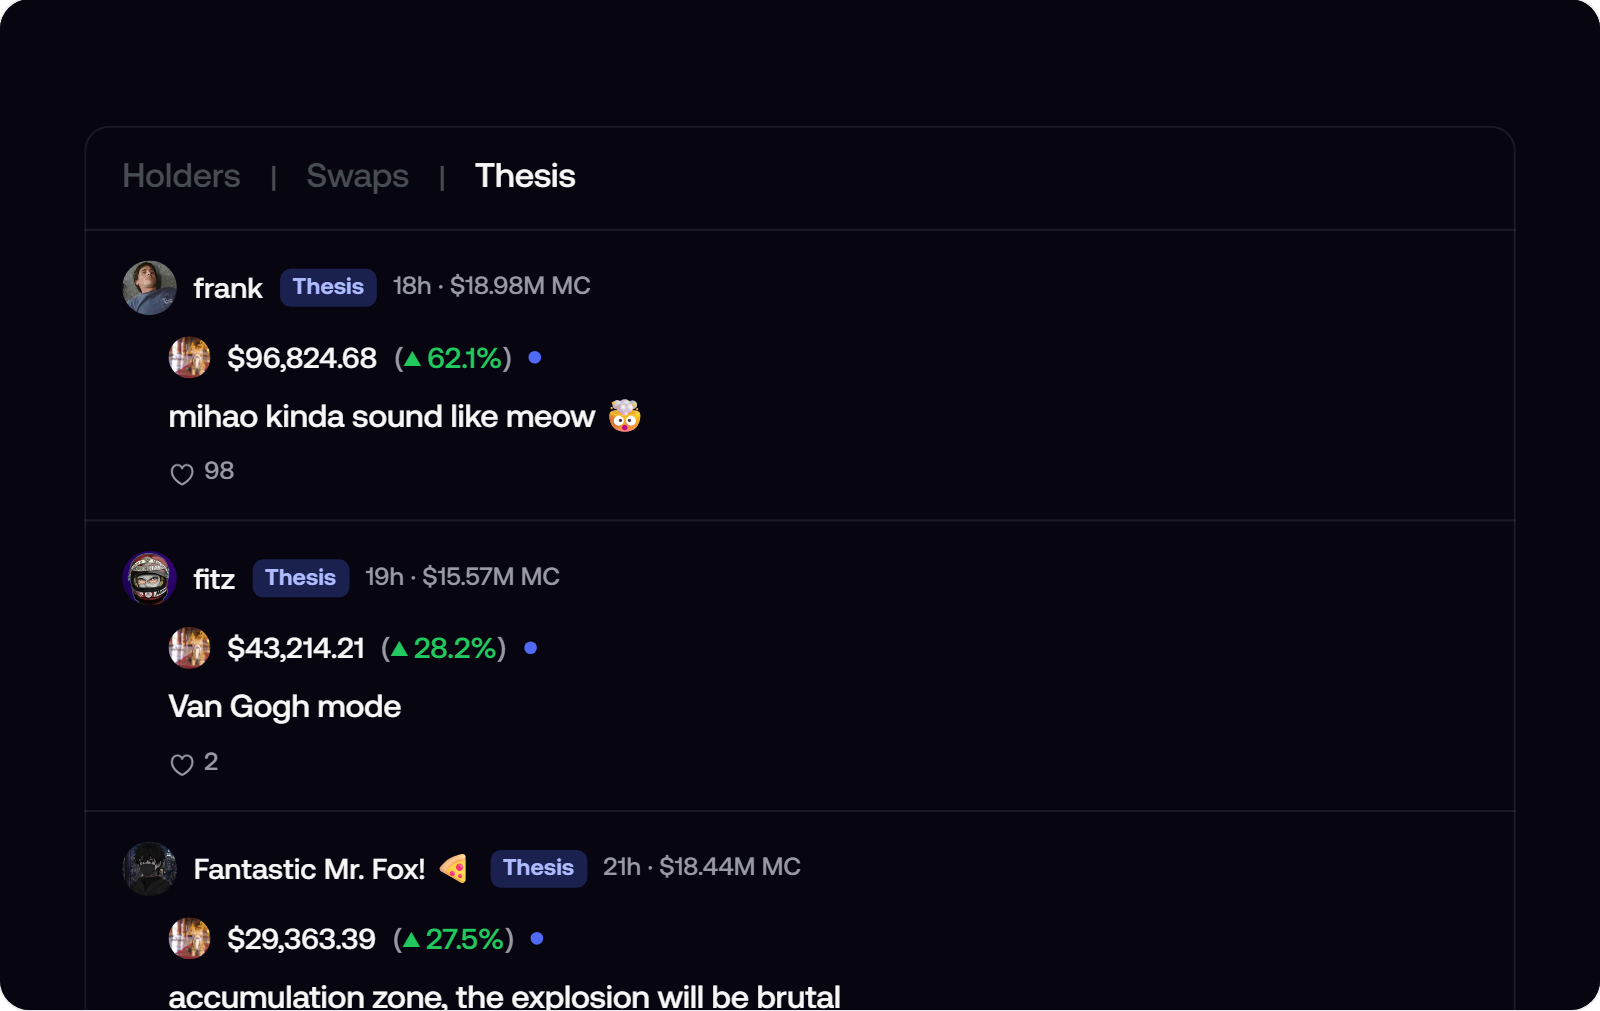 Holders | Swaps | Thesis
frank Thesis 18h · $18.98M MC
$96,824.68 (▲62.1%)
mihao kinda sound like meow 🤯
98
fitz Thesis 19h · $15.57M MC
$43,214.21 (▲28.2%)
Van Gogh mode
2
Fantastic Mr. Fox! 🍕 Thesis 21h · $18.44M MC
$29,363.39 (▲27.5%)
accumulation zone, the explosion will be brutal